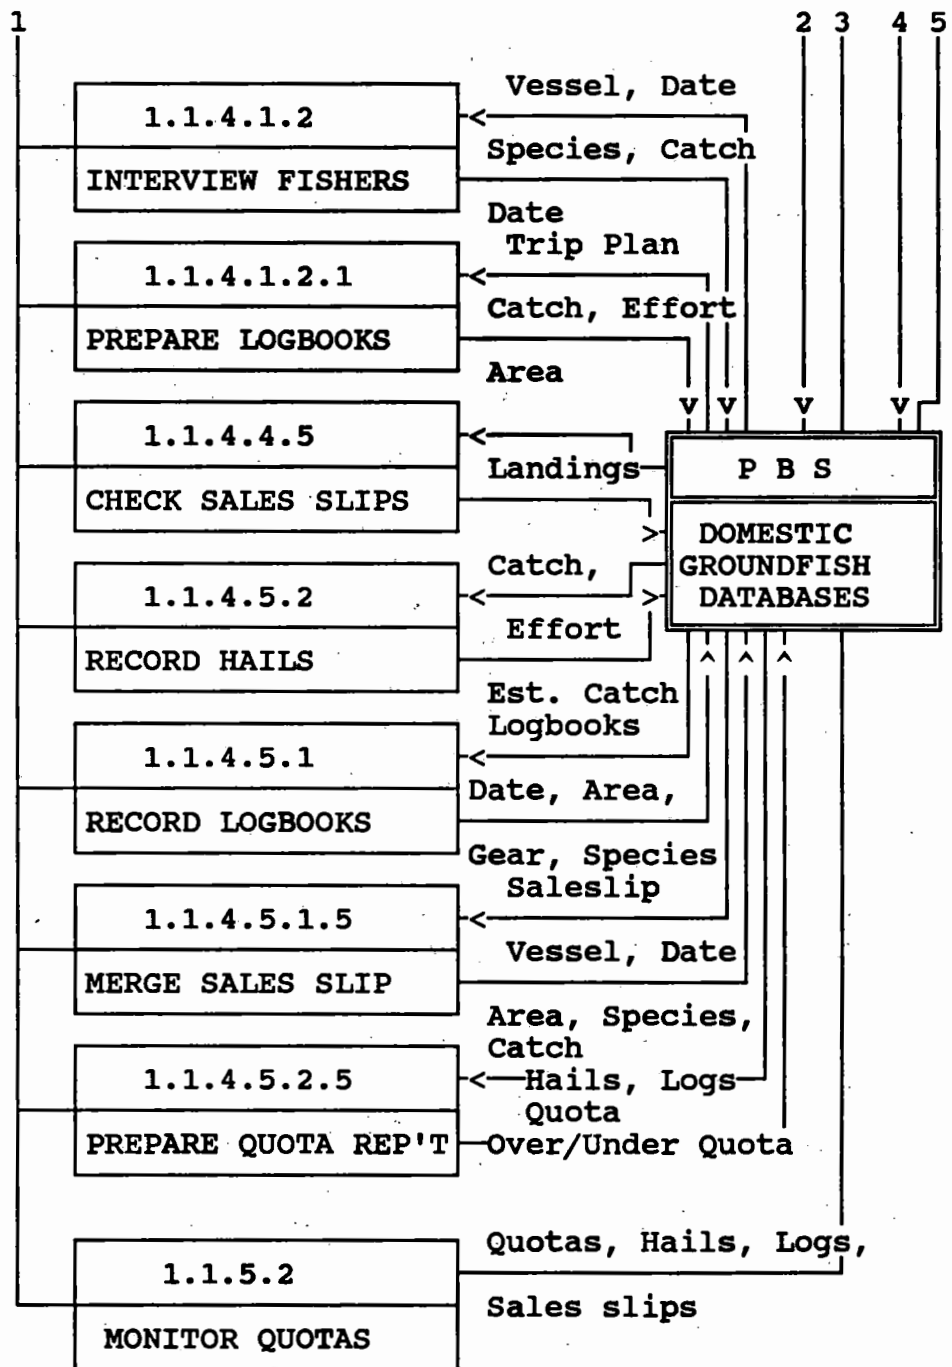 1 2 3 4 5
Vessel, Date
1.1.4.1.2
Species, Catch
INTERVIEW FISHERS
Date
Trip Plan
1.1.4.1.2.1
Catch, Effort
PREPARE LOGBOOKS
Area
1.1.4.4.5
Landings
P B S
CHECK SALES SLIPS
DOMESTIC
GROUNDFISH
DATABASES
Catch,
1.1.4.5.2
Effort
RECORD HAILS
Est. Catch
Logbooks
1.1.4.5.1
Date, Area,
RECORD LOGBOOKS
Gear, Species
Saleslip
1.1.4.5.1.5
Vessel, Date
MERGE SALES SLIP
Area, Species,
Catch
1.1.4.5.2.5
Hails, Logs
Quota
PREPARE QUOTA REP'T
Over/Under Quota
Quotas, Hails, Logs,
1.1.5.2
Sales slips
MONITOR QUOTAS